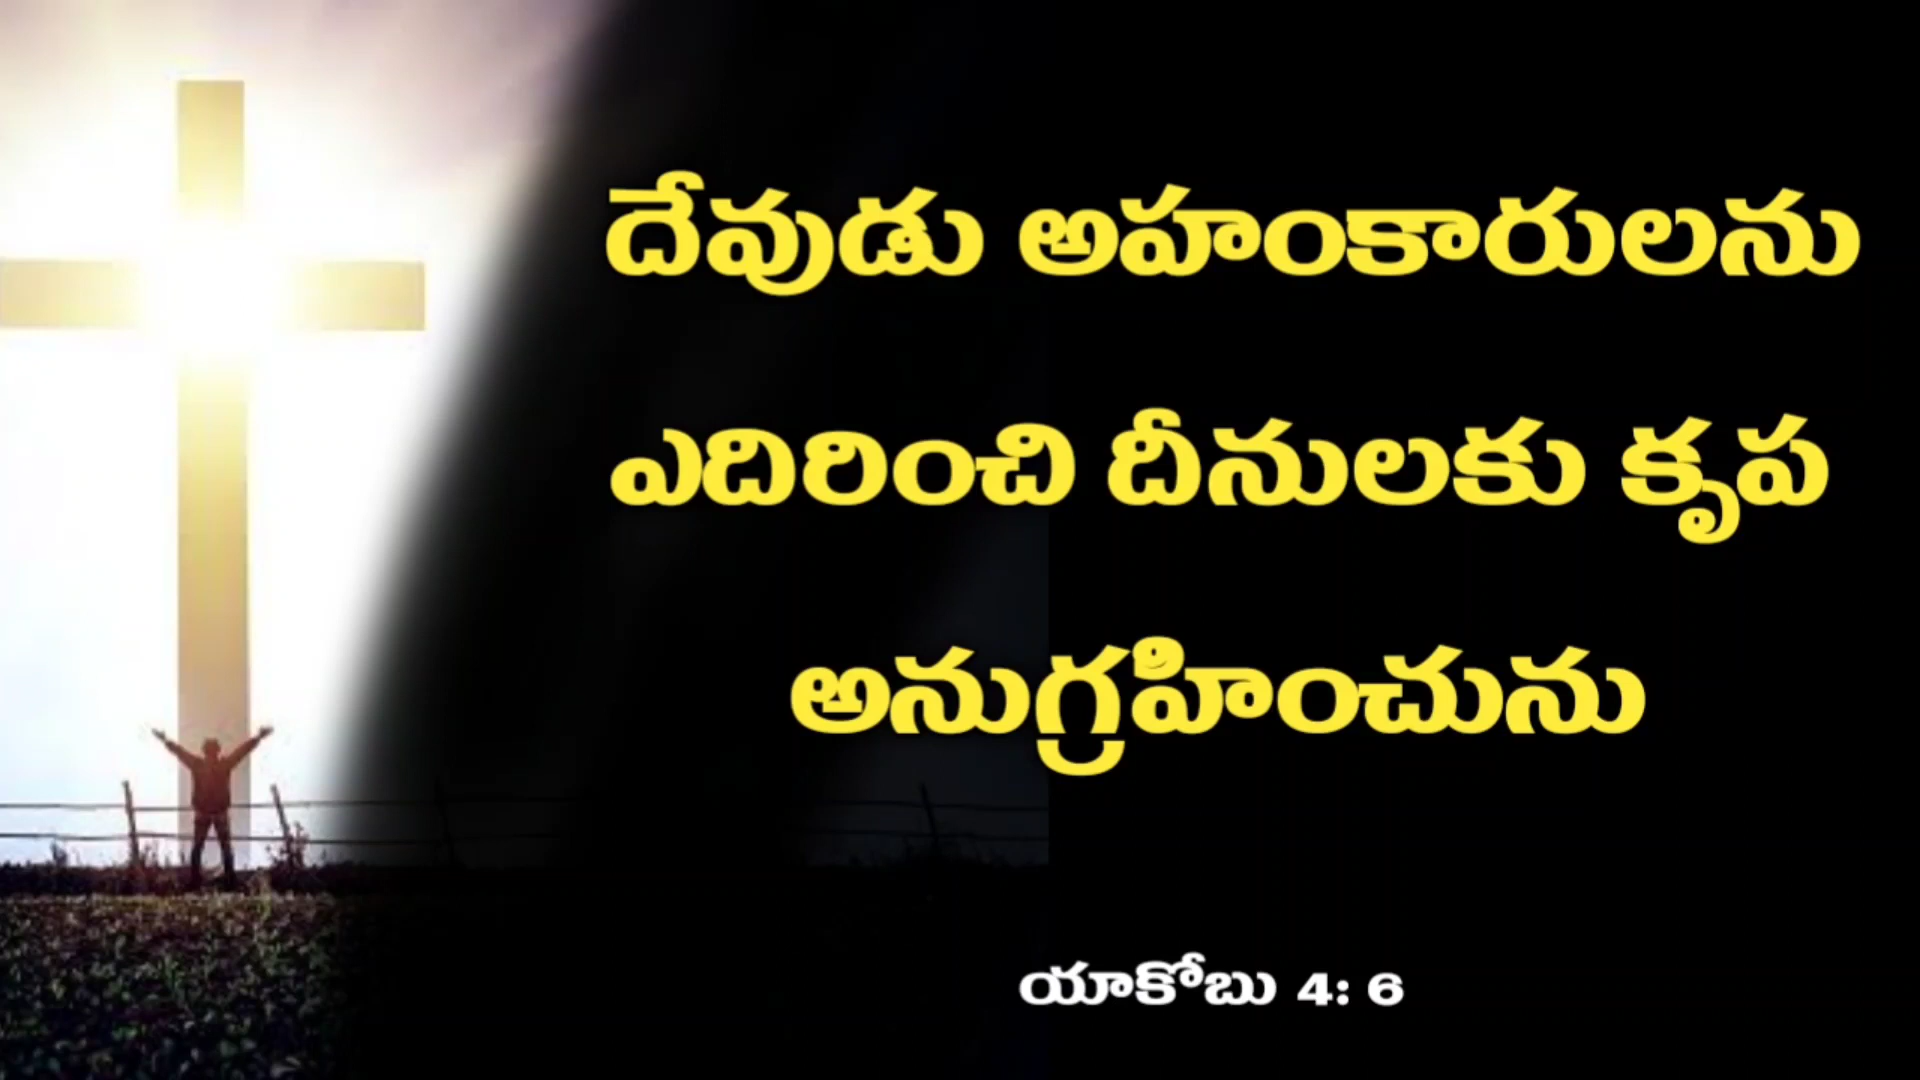 దేవుడు అహంకారులను
ఎదిరించి దీనులకు కృప
అనుగ్రహించును
యాకోబు 4: 6